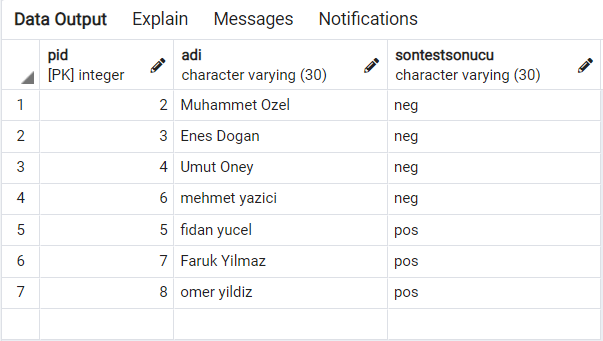 Data Output Explain Messages Notifications
pid adi sontestsonucu
[PK] integer character varying (30) character varying (30)
1 2 Muhammet Ozel neg
2 3 Enes Dogan neg
3 4 Umut Oney neg
4 6 mehmet yazici neg
5 5 fidan yucel pos
6 7 Faruk Yilmaz pos
7 8 omer yildiz pos